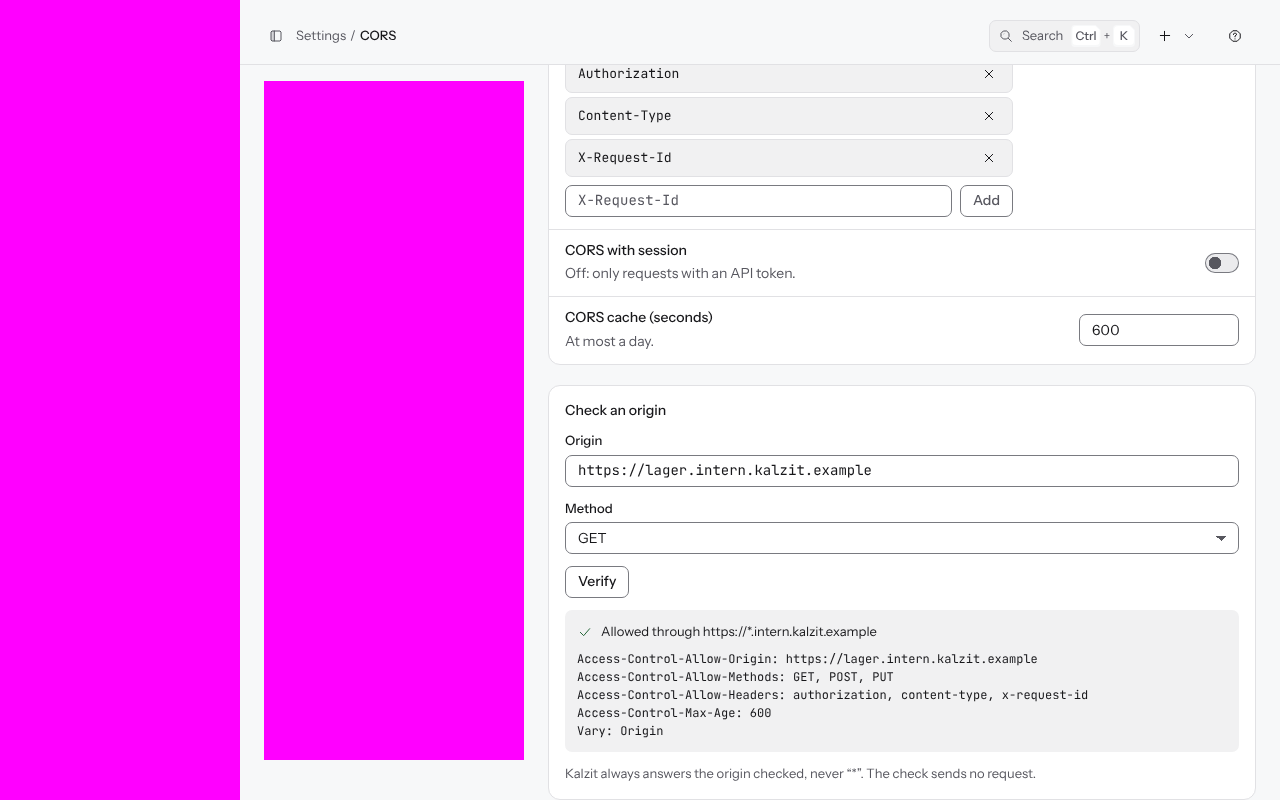 Settings / CORS
Search Ctrl + K
Authorization
Content-Type
X-Request-Id
X-Request-Id Add
CORS with session
Off: only requests with an API token.
CORS cache (seconds)
At most a day.
600
Check an origin
Origin
https://lager.intern.kalzit.example
Method
GET
Verify
Allowed through https://*.intern.kalzit.example
Access-Control-Allow-Origin: https://lager.intern.kalzit.example
Access-Control-Allow-Methods: GET, POST, PUT
Access-Control-Allow-Headers: authorization, content-type, x-request-id
Access-Control-Max-Age: 600
Vary: Origin
Kalzit always answers the origin checked, never “*”. The check sends no request.